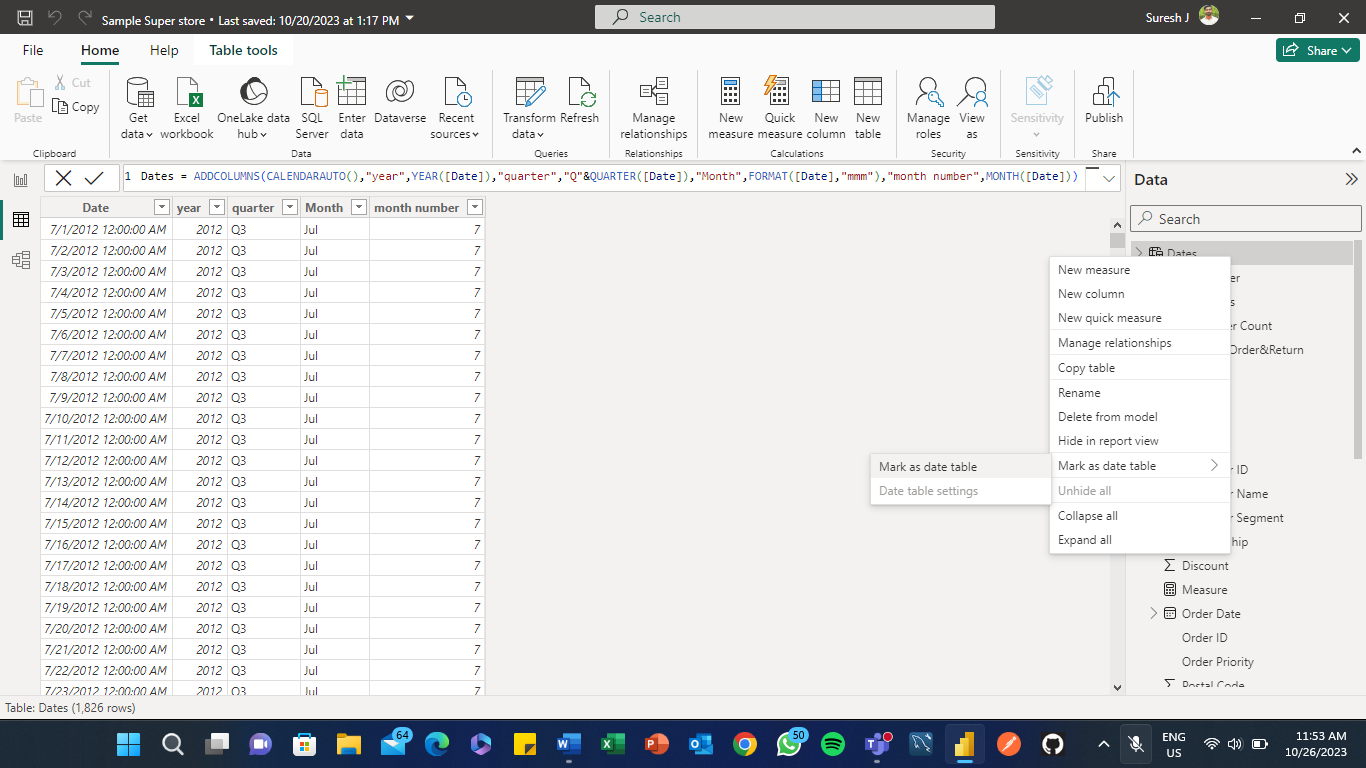 Sample Super store • Last saved: 10/20/2023 at 1:17 PM
Search
Suresh J
File
Home
Help
Table tools
Share
Paste
Cut
Copy
Get data
Excel workbook
OneLake data hub
SQL Server
Enter data
Dataverse
Recent sources
Transform data
Refresh
Manage relationships
New measure
Quick measure
New column
New table
Manage roles
View as
Sensitivity
Publish
Clipboard
Data
Queries
Relationships
Calculations
Security
Sensitivity
Share
1 Dates = ADDCOLUMNS(CALENDARAUTO(),"year",YEAR([Date]),"quarter","Q"&QUARTER([Date]),"Month",FORMAT([Date],"mmm"),"month number",MONTH([Date]))
Date year quarter Month month number
7/1/2012 12:00:00 AM 2012 Q3 Jul 7
7/2/2012 12:00:00 AM 2012 Q3 Jul 7
7/3/2012 12:00:00 AM 2012 Q3 Jul 7
7/4/2012 12:00:00 AM 2012 Q3 Jul 7
7/5/2012 12:00:00 AM 2012 Q3 Jul 7
7/6/2012 12:00:00 AM 2012 Q3 Jul 7
7/7/2012 12:00:00 AM 2012 Q3 Jul 7
7/8/2012 12:00:00 AM 2012 Q3 Jul 7
7/9/2012 12:00:00 AM 2012 Q3 Jul 7
7/10/2012 12:00:00 AM 2012 Q3 Jul 7
7/11/2012 12:00:00 AM 2012 Q3 Jul 7
7/12/2012 12:00:00 AM 2012 Q3 Jul 7
7/13/2012 12:00:00 AM 2012 Q3 Jul 7
7/14/2012 12:00:00 AM 2012 Q3 Jul 7
7/15/2012 12:00:00 AM 2012 Q3 Jul 7
7/16/2012 12:00:00 AM 2012 Q3 Jul 7
7/17/2012 12:00:00 AM 2012 Q3 Jul 7
7/18/2012 12:00:00 AM 2012 Q3 Jul 7
7/19/2012 12:00:00 AM 2012 Q3 Jul 7
7/20/2012 12:00:00 AM 2012 Q3 Jul 7
7/21/2012 12:00:00 AM 2012 Q3 Jul 7
7/22/2012 12:00:00 AM 2012 Q3 Jul 7
7/23/2012 12:00:00 AM 2012 Q3 Jul 7
Mark as date table
Date table settings
New measure
New column
New quick measure
Manage relationships
Copy table
Rename
Delete from model
Hide in report view
Mark as date table
Unhide all
Collapse all
Expand all
Data
Search
Dates
er
s
r Count
Order&Return
r ID
r Name
r Segment
hip
Discount
Measure
Order Date
Order ID
Order Priority
Postal Code
Table: Dates (1,826 rows)
64
50
ENG
US
11:53 AM
10/26/2023